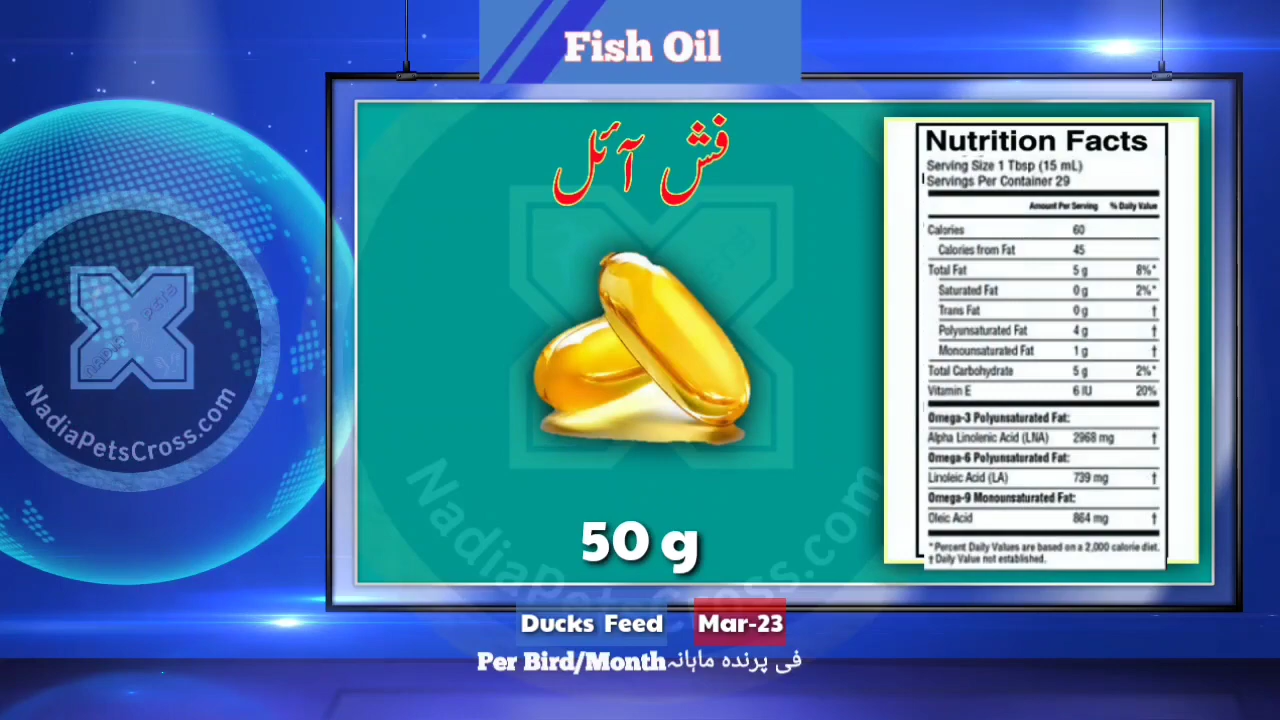 Fish Oil
فش آئل
50 g
Nutrition Facts
Serving Size 1 Tbsp (15 mL)
Servings Per Container 29
Amount Per Serving % Daily Value
Calories 60
Calories from Fat 45
Total Fat 5 g 8%*
Saturated Fat 0 g 2%*
Trans Fat 0 g †
Polyunsaturated Fat 4 g †
Monounsaturated Fat 1 g †
Total Carbohydrate 5 g 2%*
Vitamin E 6 IU 20%
Omega-3 Polyunsaturated Fat:
Alpha Linolenic Acid (LNA) 2968 mg †
Omega-6 Polyunsaturated Fat:
Linoleic Acid (LA) 739 mg †
Omega-9 Monounsaturated Fat:
Oleic Acid 864 mg †
* Percent Daily Values are based on a 2,000 calorie diet.
† Daily Value not established.
NadiaPetsCross.com
NadiaPetsCross.com
Ducks Feed Mar-23
Per Bird/Month فی پرندہ ماہانہ